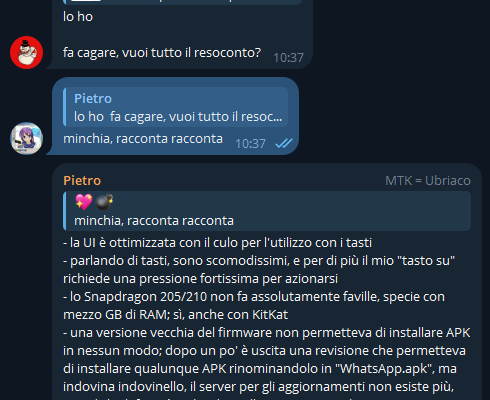 lo ho
fa cagare, vuoi tutto il resoconto? 10:37
Pietro
lo ho fa cagare, vuoi tutto il resoc...
minchia, racconta racconta 10:37
Pietro MTK = Ubriaco
💖💣
minchia, racconta racconta
- la UI è ottimizzata con il culo per l'utilizzo con i tasti
- parlando di tasti, sono scomodissimi, e per di più il mio "tasto su"
richiede una pressione fortissima per azionarsi
- lo Snapdragon 205/210 non fa assolutamente faville, specie con
mezzo GB di RAM; sì, anche con KitKat
- una versione vecchia del firmware non permetteva di installare APK
in nessun modo; dopo un po' è uscita una revisione che permetteva
di installare qualunque APK rinominandolo in "WhatsApp.apk", ma
indovina indovinello, il server per gli aggiornamenti non esiste più,